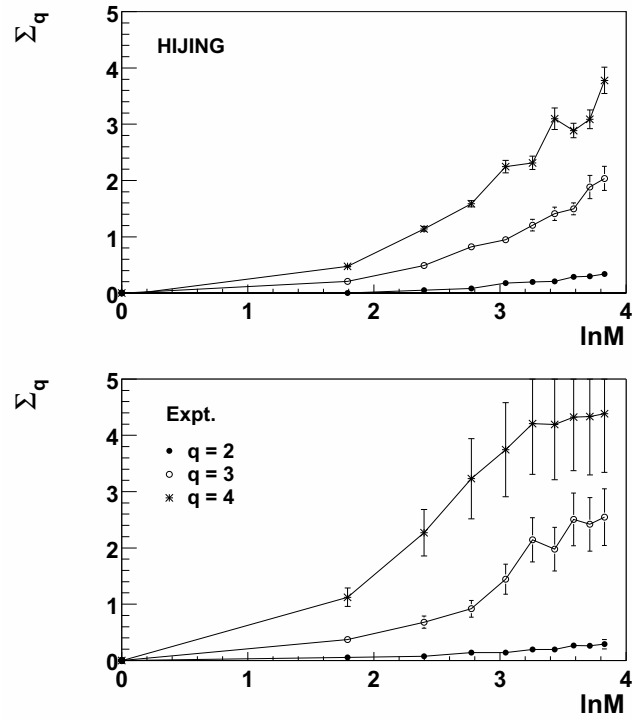 Σq
HIJING
5
4
3
2
1
0
0 1 2 3 4
lnM
Σq
Expt.
q = 2
q = 3
q = 4
5
4
3
2
1
0
0 1 2 3 4
lnM